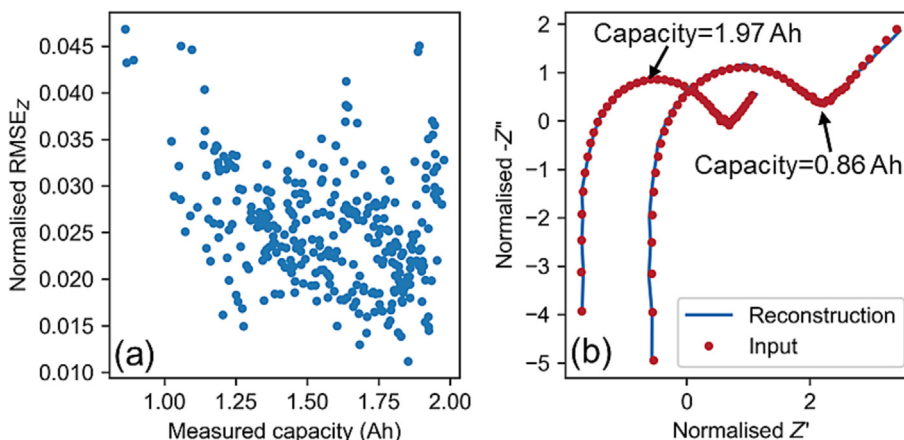 0.045
0.040
0.035
0.030
0.025
0.020
0.015
0.010
Normalised RMSE_Z
(a)
1.00
1.25
1.50
1.75
2.00
Measured capacity (Ah)
2
1
0
−1
−2
−3
−4
−5
Normalised -Z"
Capacity=1.97 Ah
Capacity=0.86 Ah
Reconstruction
Input
(b)
0
2
Normalised Z'